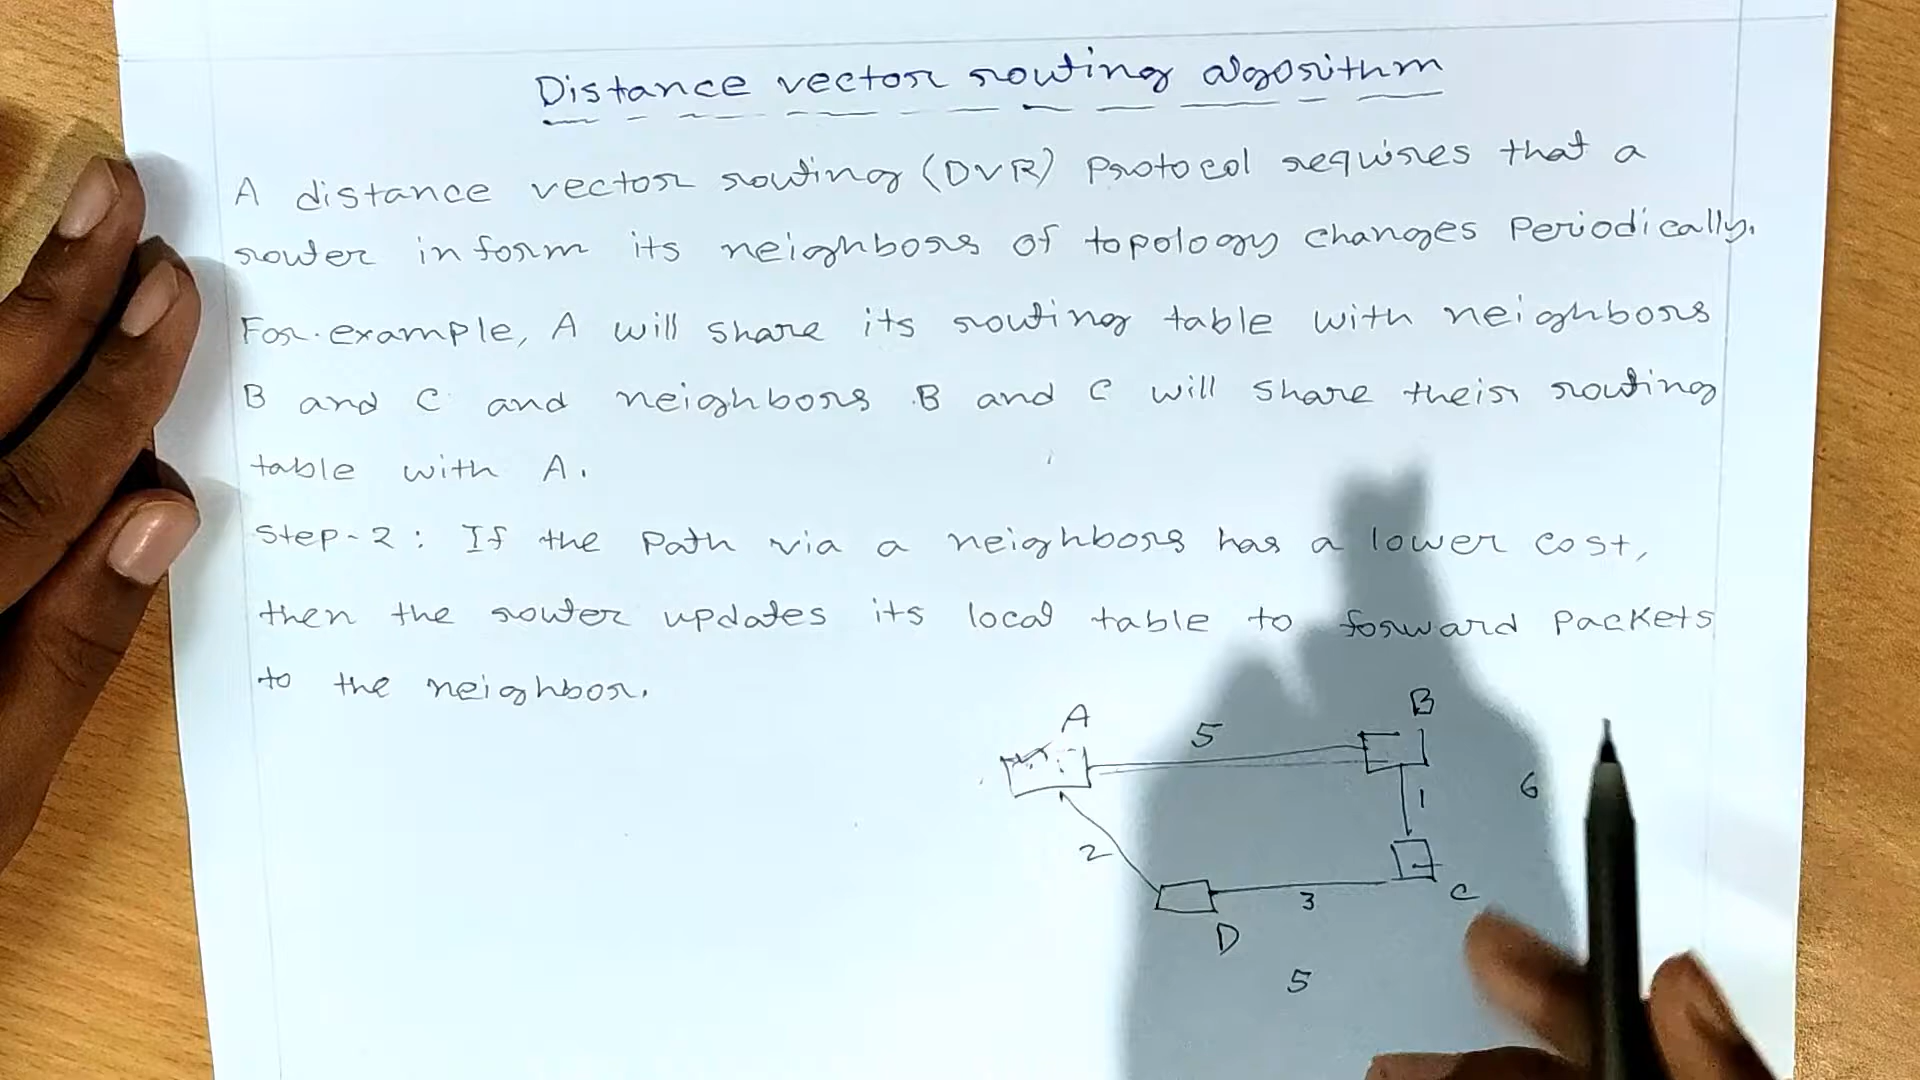 Distance vector routing algorithm
A distance vector routing (DVR) Protocol requires that a
router inform its neighbors of topology changes Periodically.
For example, A will share its routing table with neighbors
B and C and neighbors B and C will share their routing
table with A.
Step-2: If the Path via a neighbors has a lower cost,
then the router updates its local table to forward Packets
to the neighbor.
A 5 B
1 6
2
3 C
D
5